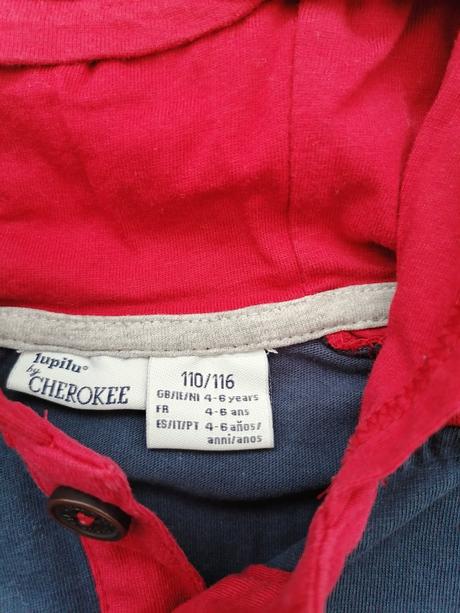 lupilu®
by
CHEROKEE
110/116
GB/IE/NI 4-6 years
FR 4-6 ans
ES/IT/PT 4-6 años/
anni/anos